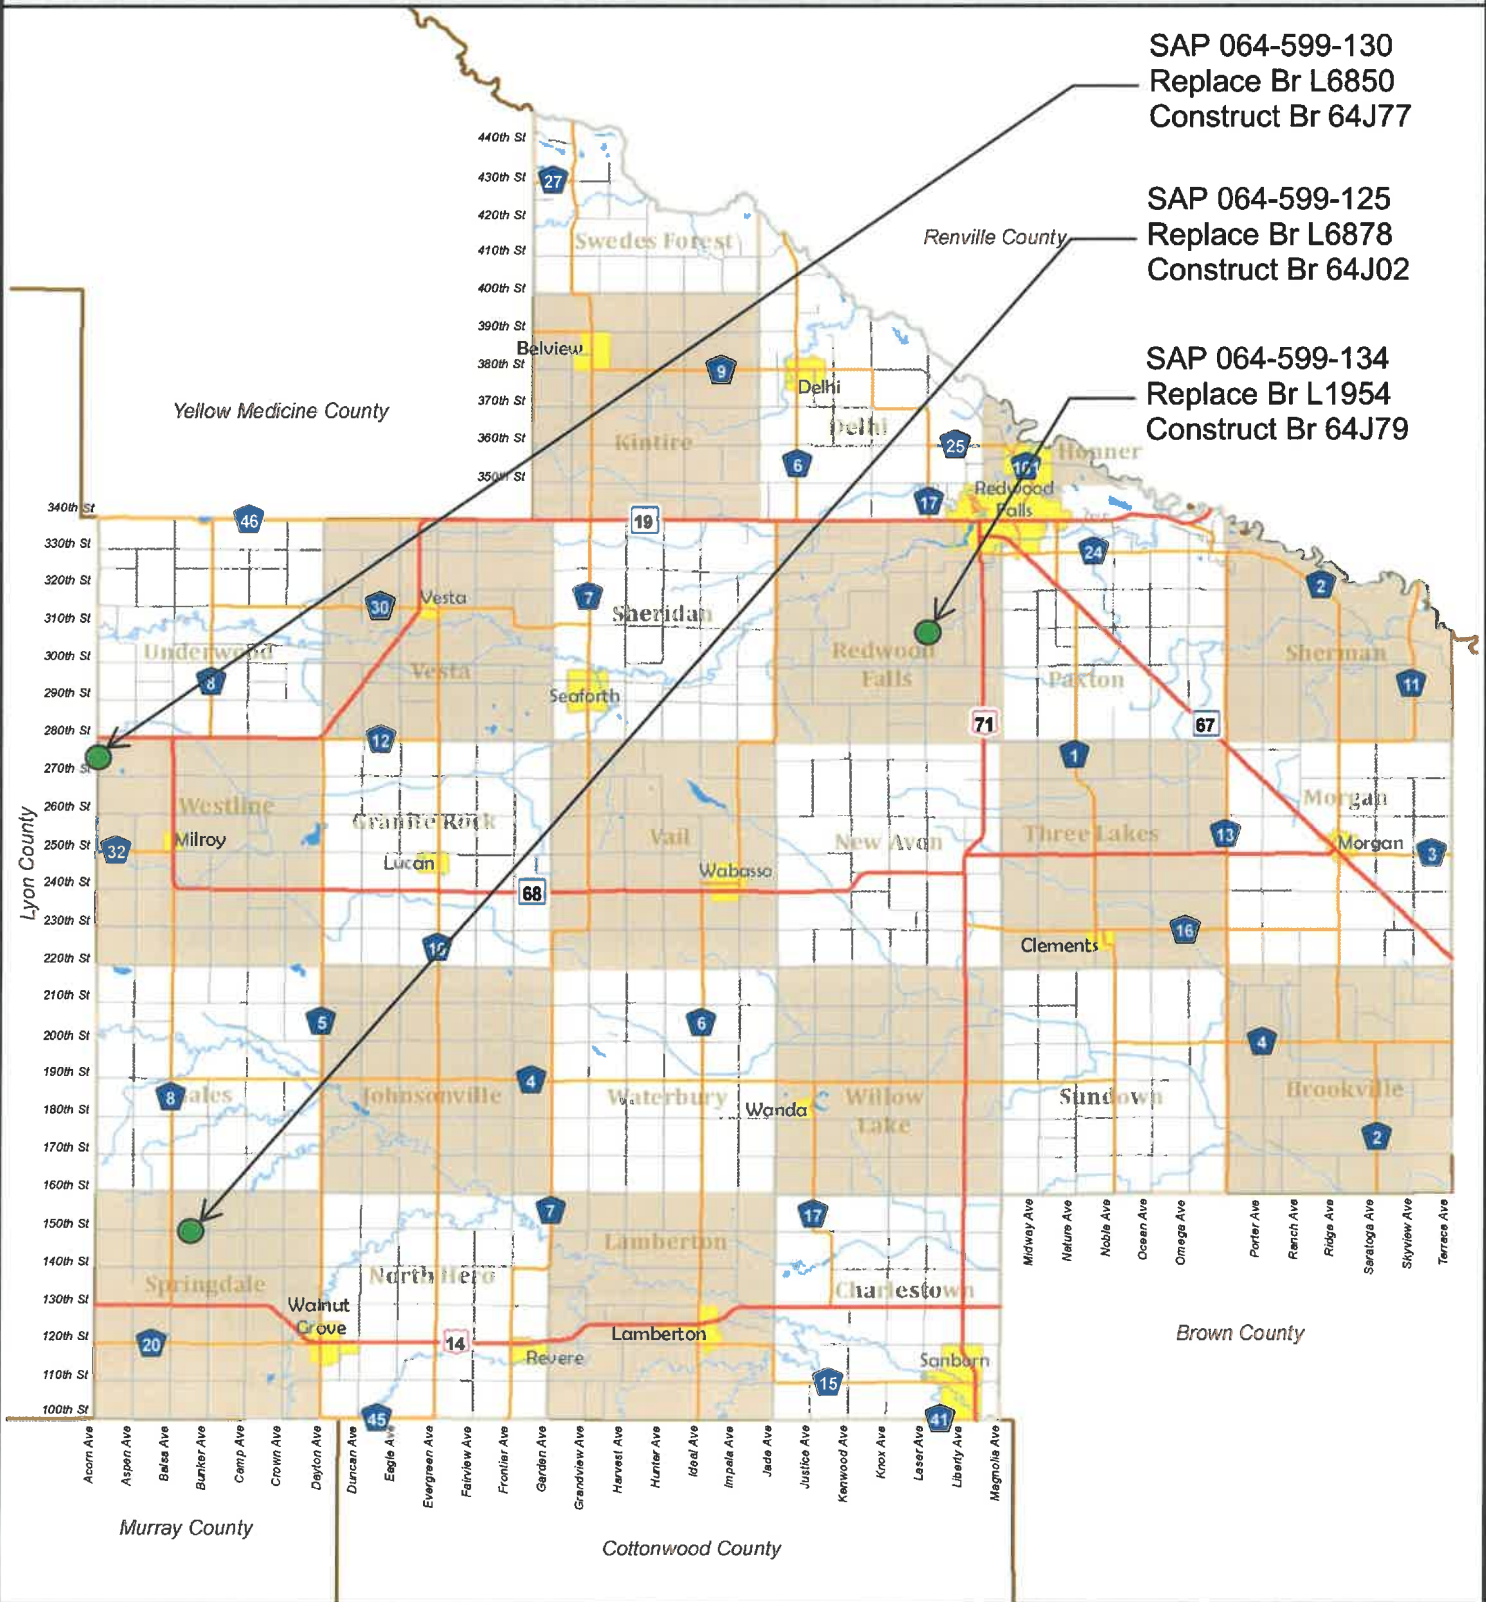 SAP 064-599-130
Replace Br L6850
Construct Br 64J77
SAP 064-599-125
Replace Br L6878
Construct Br 64J02
SAP 064-599-134
Replace Br L1954
Construct Br 64J79
Renville County
Yellow Medicine County
Lyon County
Murray County
Cottonwood County
Brown County
440th St
430th St
420th St
410th St
400th St
390th St
380th St
370th St
360th St
350th St
340th St
330th St
320th St
310th St
300th St
290th St
280th St
270th St
260th St
250th St
240th St
230th St
220th St
210th St
200th St
190th St
180th St
170th St
160th St
150th St
140th St
130th St
120th St
110th St
100th St
27
Swedes Forest
Belview
9
Delhi
Delhi
Kintire
6
25
101
Honner
17
Redwood
Falls
46
19
24
2
30
Vesta
7
Sheridan
Underwood
8
Vesta
Seaforth
Redwood
Falls
Paxton
Sherman
11
12
71
67
1
Westline
Milroy
32
Granite Rock
Lucan
Vail
Wabasso
New Avon
Three Lakes
13
Morgan
Morgan
3
68
10
Clements
16
5
6
4
8
Johnsonville
4
Waterbury
Wanda
Willow
Lake
Sundown
Brookville
2
7
17
Lamberton
Springdale
North Hero
Charlestown
Walnut
Grove
20
14
Revere
Lamberton
Sanborn
15
45
41
Midway Ave
Nature Ave
Noble Ave
Ocean Ave
Omega Ave
Porter Ave
Ranch Ave
Ridge Ave
Saratoga Ave
Skyview Ave
Terrace Ave
Acorn Ave
Aspen Ave
Balsa Ave
Bunker Ave
Camp Ave
Crown Ave
Dayton Ave
Duncan Ave
Eagle Ave
Evergreen Ave
Fairview Ave
Frontier Ave
Garden Ave
Grandview Ave
Harvest Ave
Hunter Ave
Ideal Ave
Impala Ave
Jade Ave
Justice Ave
Kenwood Ave
Knox Ave
Laser Ave
Liberty Ave
Magnolia Ave